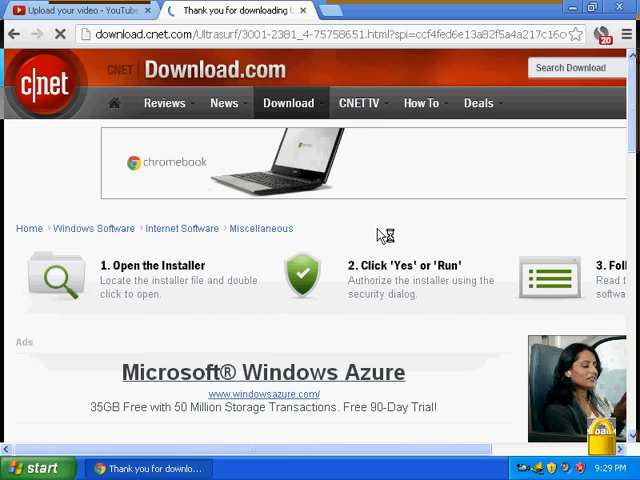 Upload your video - YouTube
Thank you for downloading U
download.cnet.com/Ultrasurf/3001-2381_4-75758651.html?spi=ccf4fed6e13a82f5a4a217c16c
20
c|net
CNET Download.com
Search Download
Reviews News Download CNET TV How To Deals
chromebook
Home › Windows Software › Internet Software › Miscellaneous
1. Open the Installer
Locate the installer file and double
click to open.
2. Click 'Yes' or 'Run'
Authorize the installer using the
security dialog.
3. Foll
Read t
softwa
Ads
Microsoft® Windows Azure
www.windowsazure.com/
35GB Free with 50 Million Storage Transactions. Free 90-Day Trial!
start
Thank you for downlo...
9:29 PM